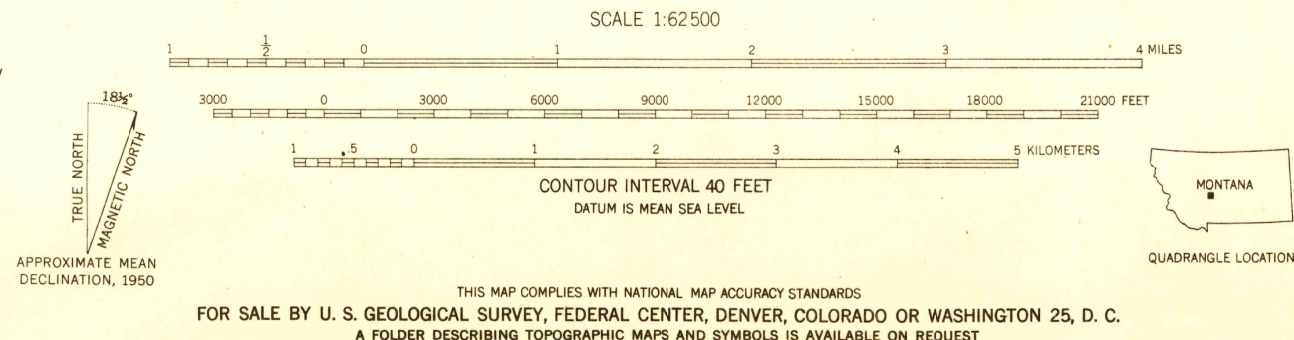 SCALE 1:62500
1 ½ 0 1 2 3 4 MILES
3000 0 3000 6000 9000 12000 15000 18000 21000 FEET
1 .5 0 1 2 3 4 5 KILOMETERS
CONTOUR INTERVAL 40 FEET
DATUM IS MEAN SEA LEVEL
18½°
TRUE NORTH
MAGNETIC NORTH
APPROXIMATE MEAN
DECLINATION, 1950
MONTANA
QUADRANGLE LOCATION
THIS MAP COMPLIES WITH NATIONAL MAP ACCURACY STANDARDS
FOR SALE BY U. S. GEOLOGICAL SURVEY, FEDERAL CENTER, DENVER, COLORADO OR WASHINGTON 25, D. C.
A FOLDER DESCRIBING TOPOGRAPHIC MAPS AND SYMBOLS IS AVAILABLE ON REQUEST